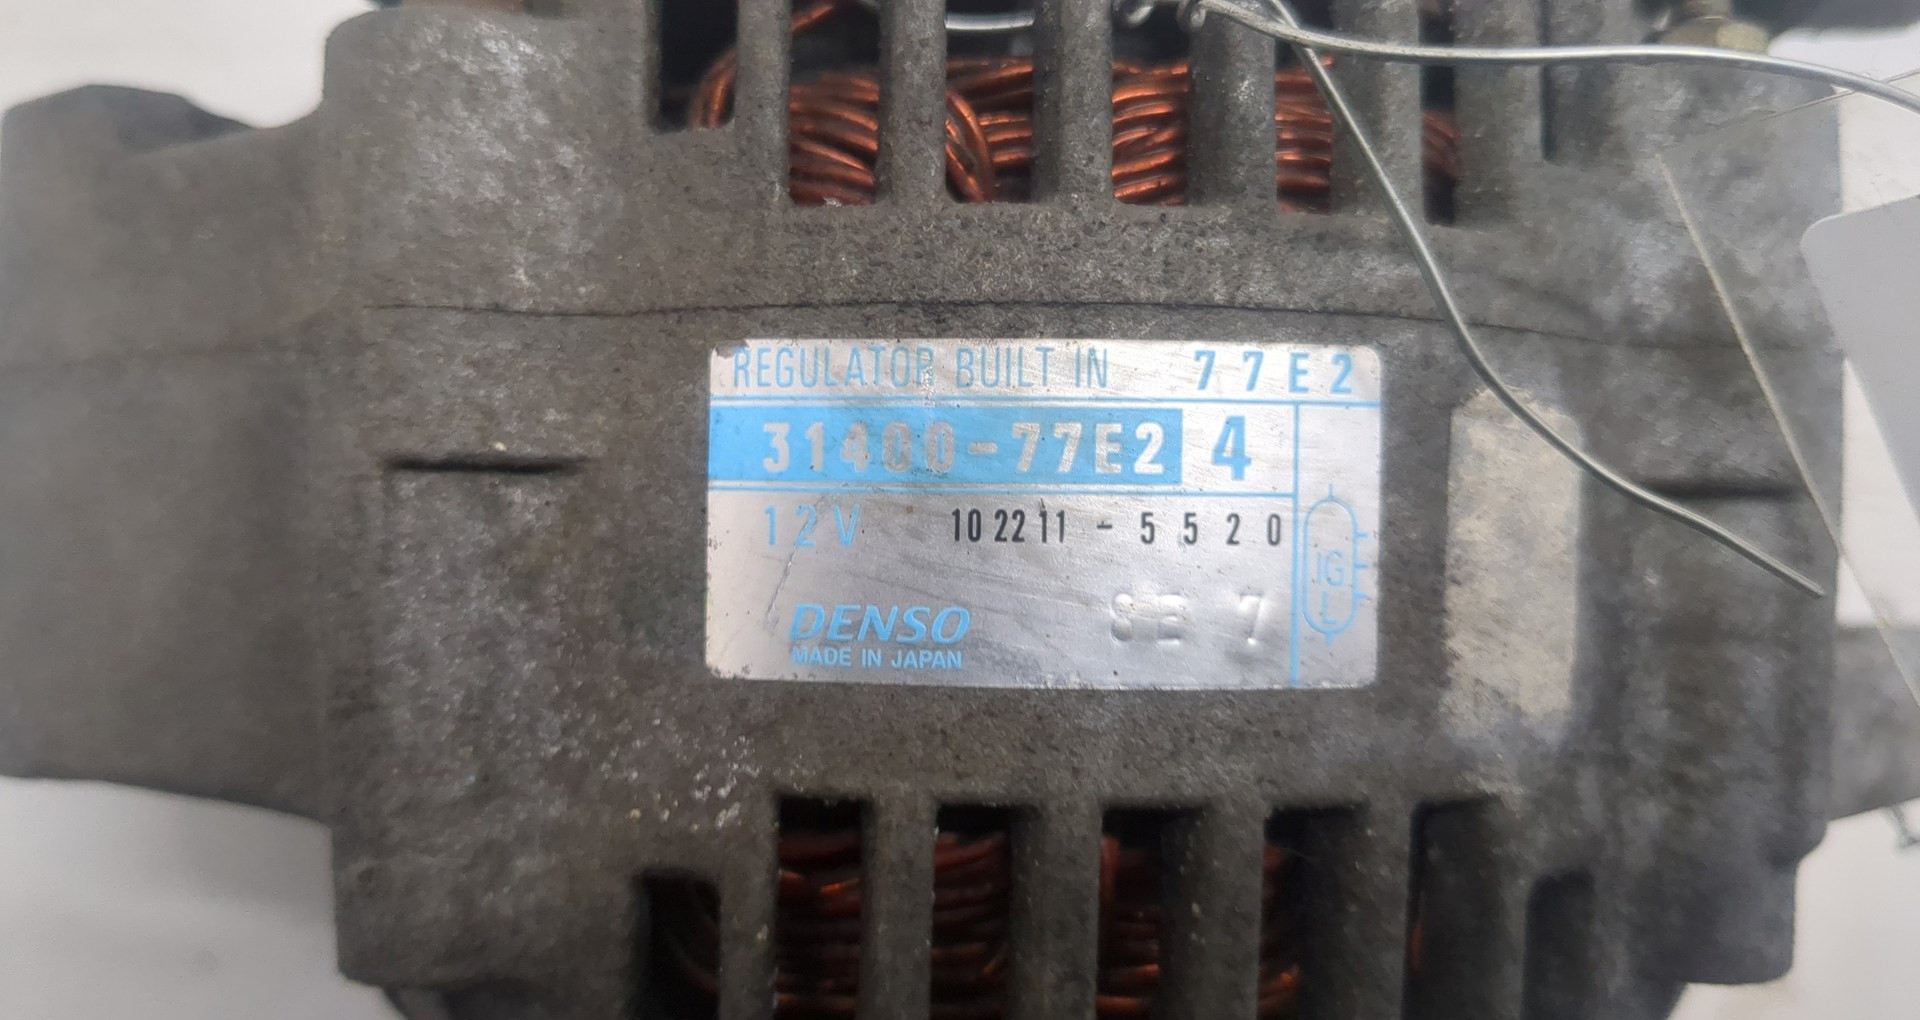 REGULATOR BUILT IN 77E2
31400-77E2 4
12V 102211-5520
IG
L
DENSO
MADE IN JAPAN